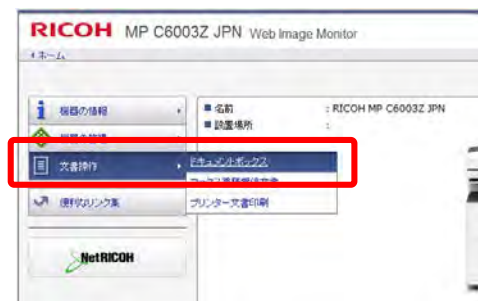 RICOH MP C6003Z JPN Web Image Monitor
ホーム
機器の情報
■名前 : RICOH MP C6003Z JPN
■設置場所 :
文書操作
ドキュメントボックス
便利なリンク集
プリンター文書印刷
NetRICOH